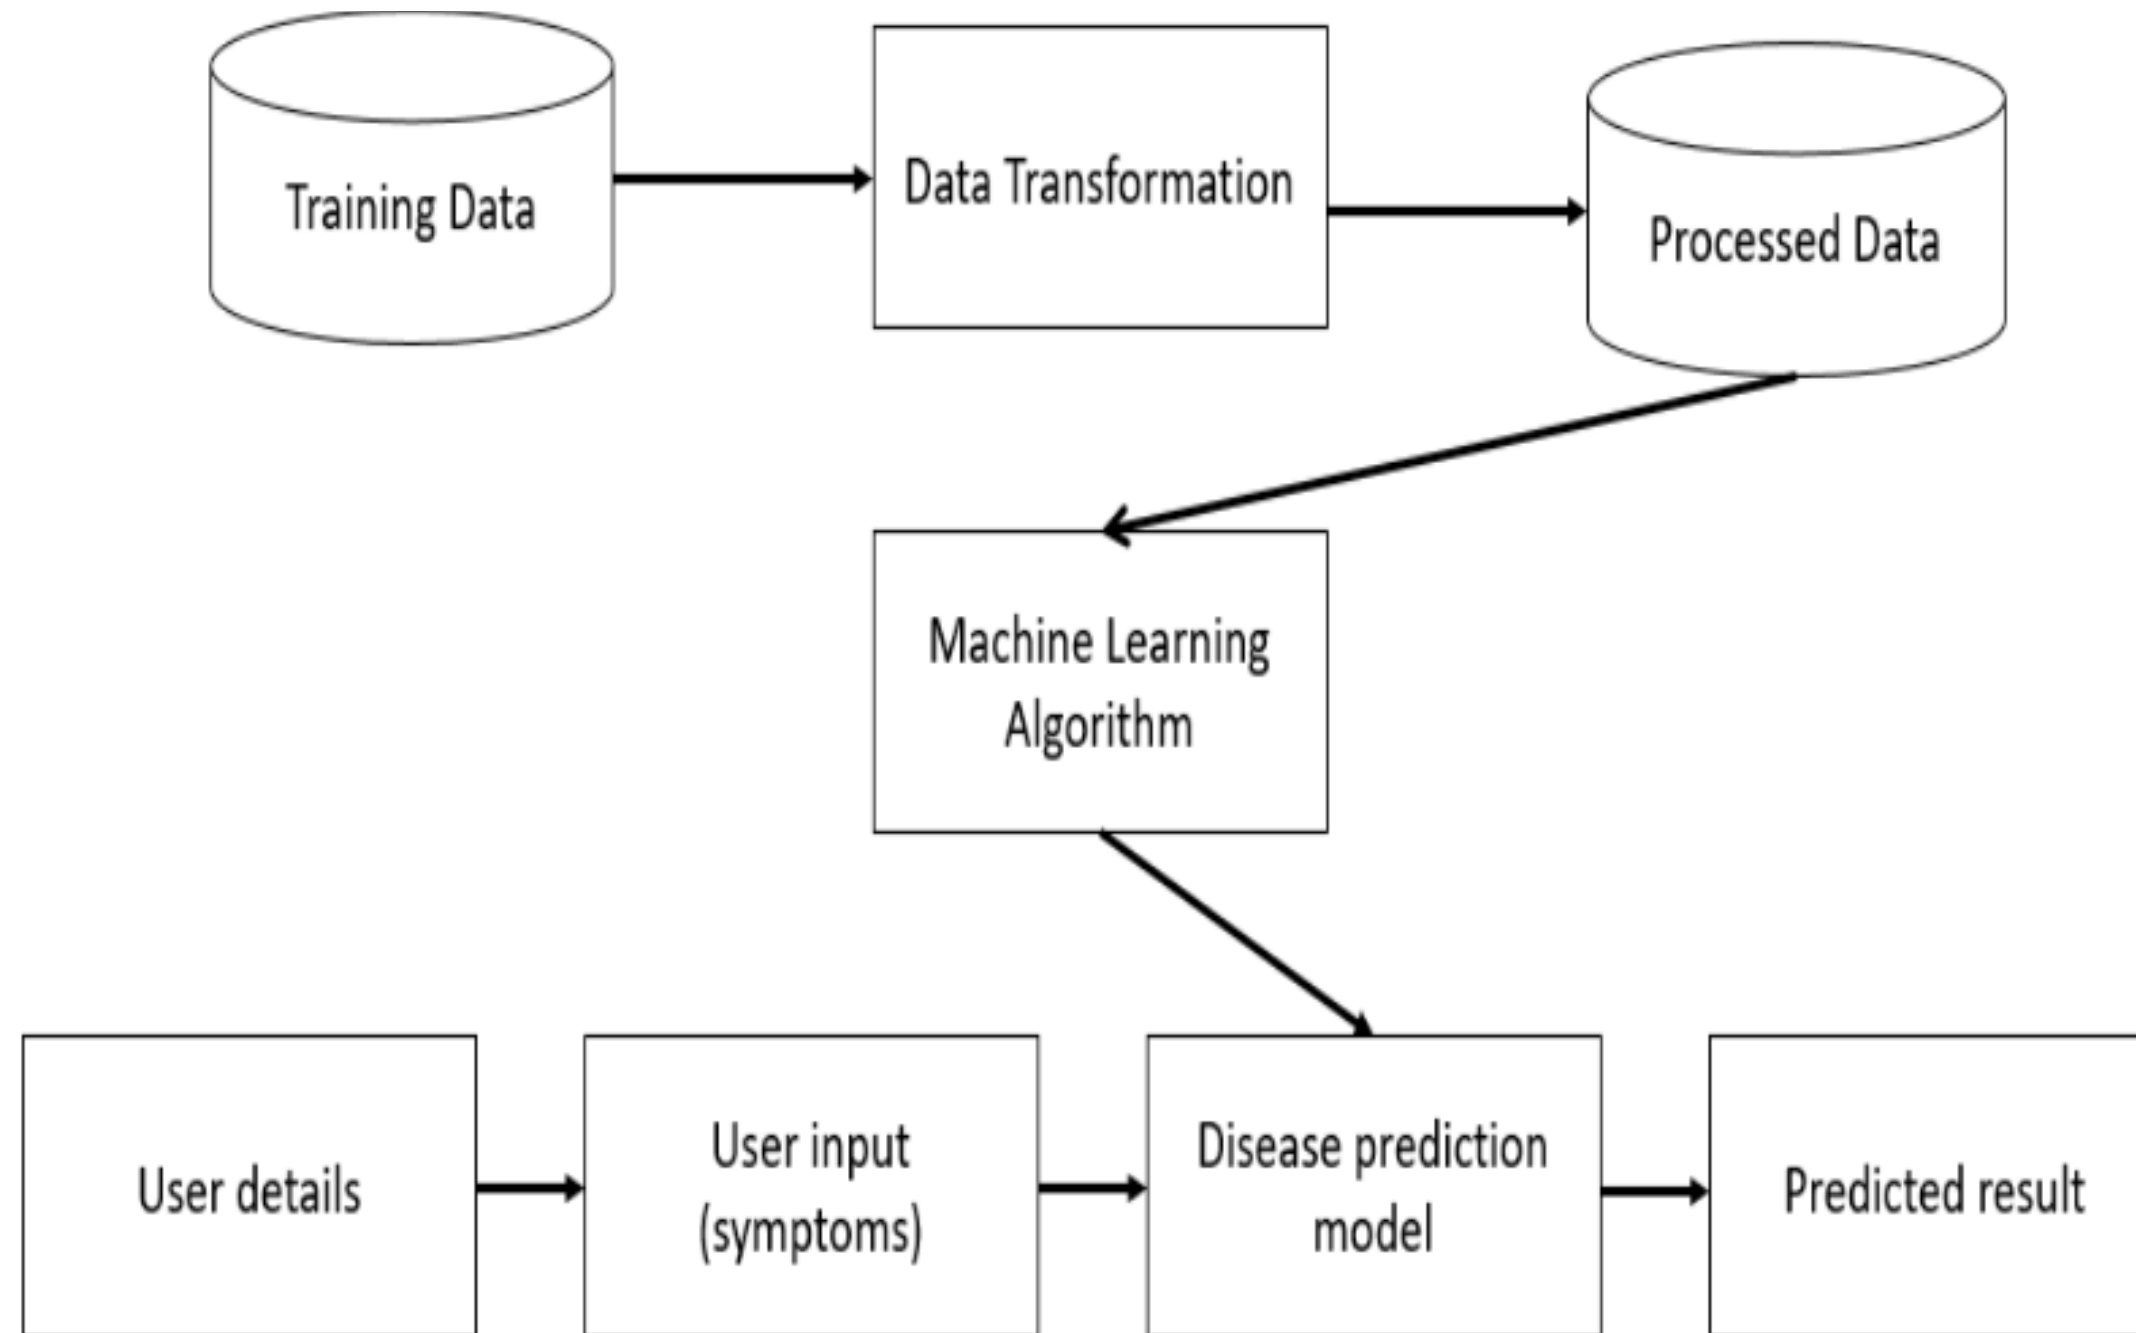 Training Data
Data Transformation
Processed Data
Machine Learning
Algorithm
User details
User input
(symptoms)
Disease prediction
model
Predicted result